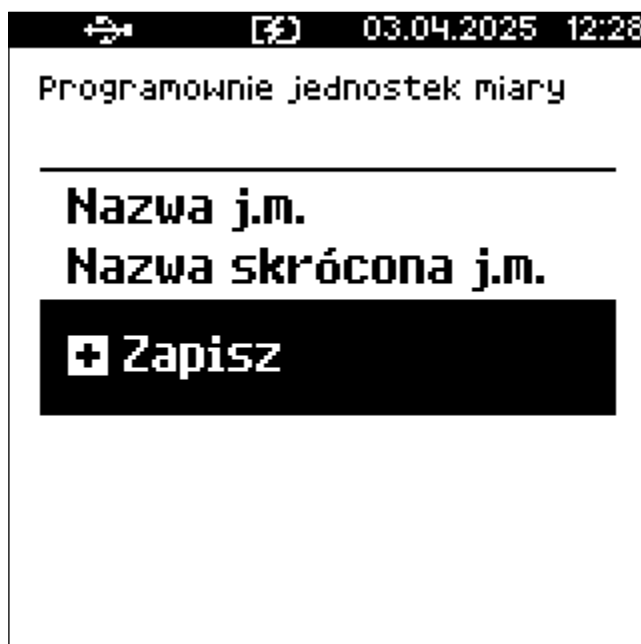 03.04.2025 12:28
Programownie jednostek miary
Nazwa j.m.
Nazwa skrócona j.m.
+ Zapisz